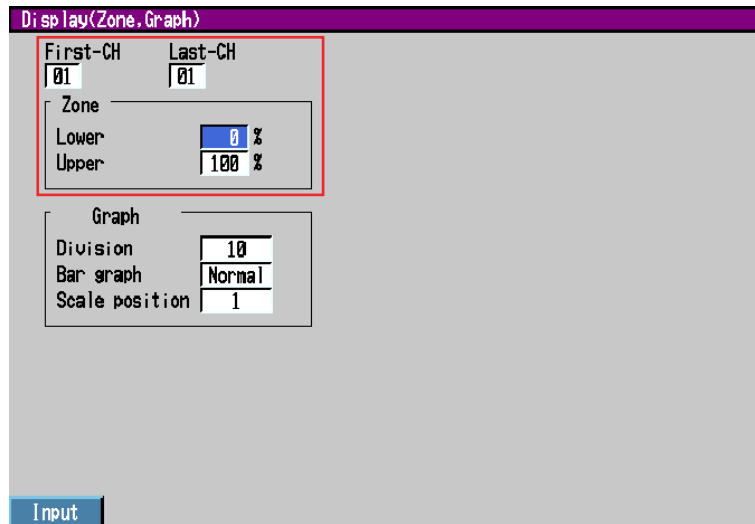 Display(Zone,Graph)
First-CH Last-CH
01 01
Zone
Lower 0 %
Upper 100 %
Graph
Division 10
Bar graph Normal
Scale position 1
Input